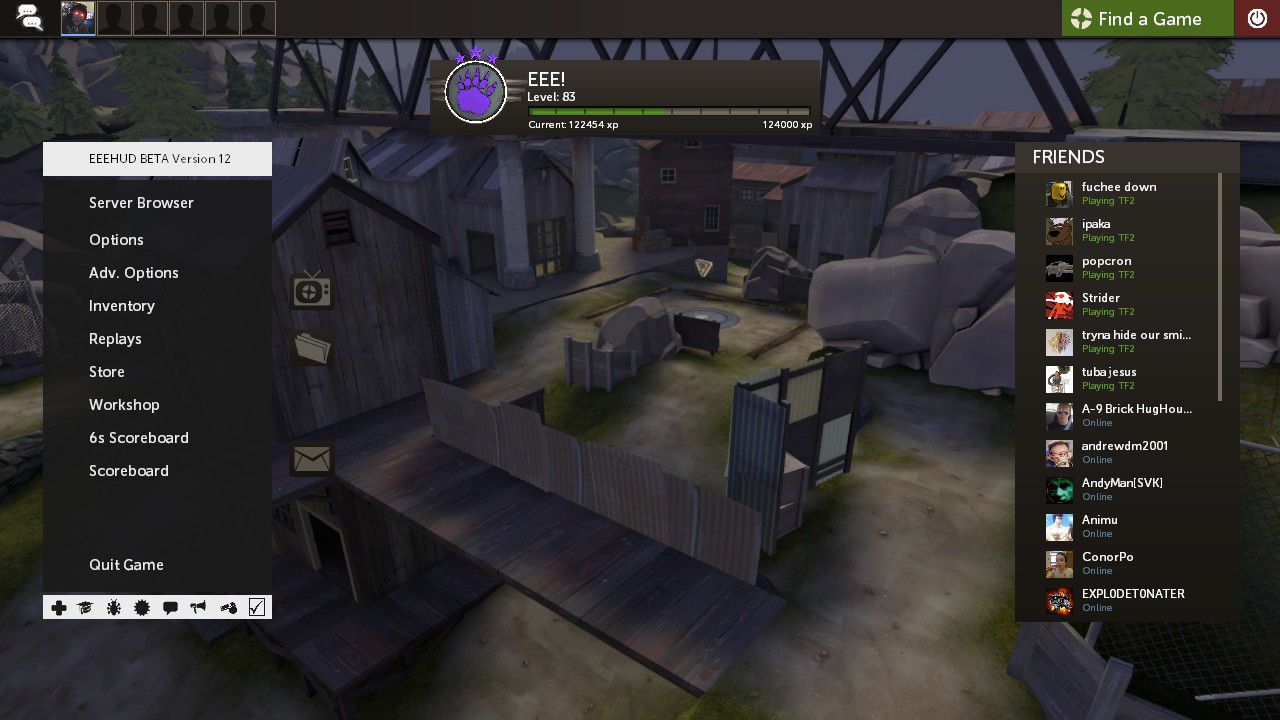 Find a Game
EEE!
Level: 83
Current: 122454 xp
124000 xp
EEEHUD BETA Version 12
Server Browser
Options
Adv. Options
Inventory
Replays
Store
Workshop
6s Scoreboard
Scoreboard
Quit Game
FRIENDS
fuchee down
Playing TF2
ipaka
Playing TF2
popcron
Playing TF2
Strider
Playing TF2
tryna hide our smi...
Playing TF2
tuba jesus
Playing TF2
A-9 Brick HugHou...
Online
andrewdm2001
Online
AndyMan[SVK]
Online
Animu
Online
ConorPo
Online
EXPL0DET0NATER
Online